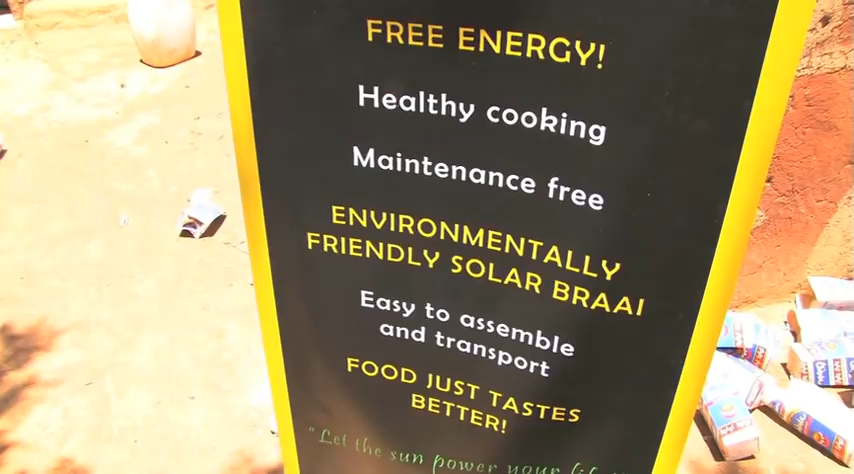 FREE ENERGY!
Healthy cooking
Maintenance free
ENVIRONMENTALLY
FRIENDLY SOLAR BRAAI
Easy to assemble
and transport
FOOD JUST TASTES
BETTER!
"Let the sun power your